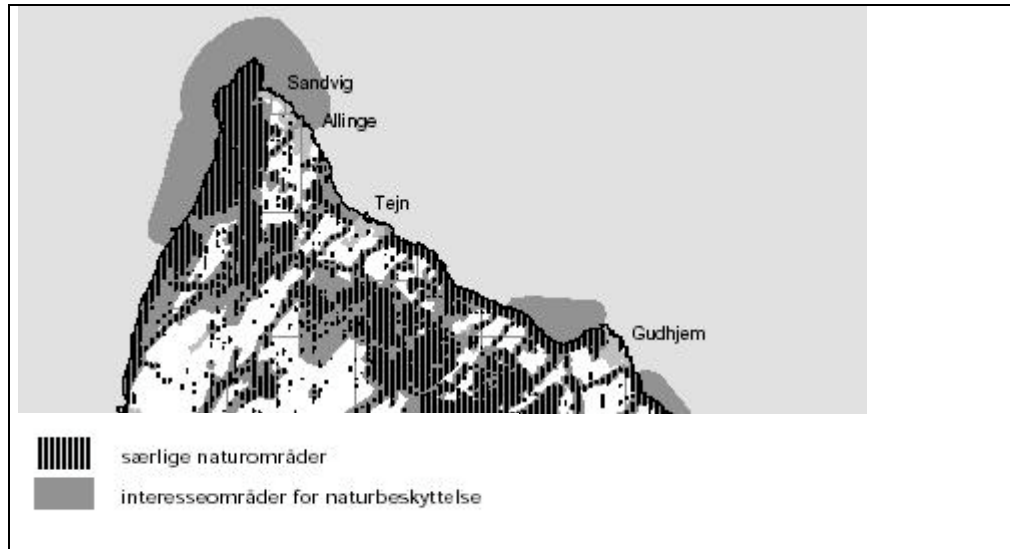 Sandvig
Allinge
Tejn
Gudhjem
særlige naturområder
interesseområder for naturbeskyttelse